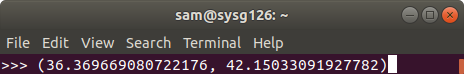 sam@sysg126: ~
File Edit View Search Terminal Help
>>> (36.369669080722176, 42.15033091927782)